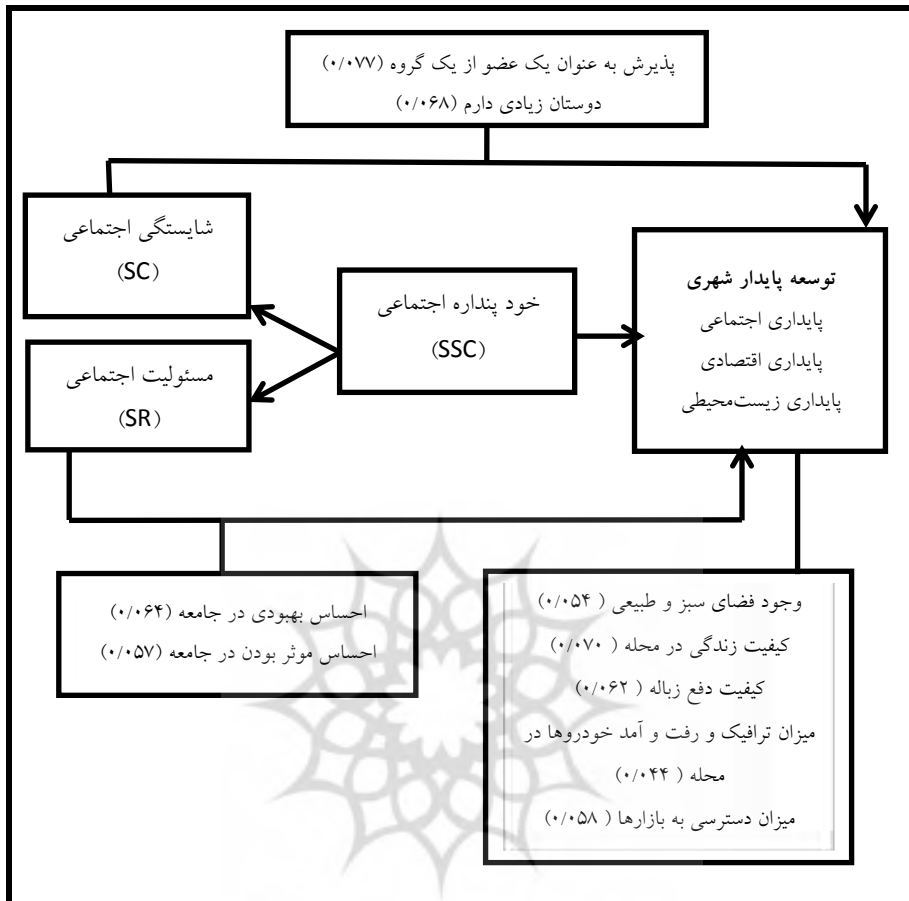 پذیرش به عنوان یک عضو از یک گروه (۰/۰۷۷)
دوستان زیادی دارم (۰/۰۶۸)
شایستگی اجتماعی
(SC)
خود پنداره اجتماعی
(SSC)
توسعه پایدار شهری
پایداری اجتماعی
پایداری اقتصادی
پایداری زیست‌محیطی
مسئولیت اجتماعی
(SR)
احساس بهبودی در جامعه (۰/۰۶۴)
احساس موثر بودن در جامعه (۰/۰۵۷)
وجود فضای سبز و طبیعی ( ۰/۰۵۴)
کیفیت زندگی در محله ( ۰/۰۷۰)
کیفیت دفع زباله ( ۰/۰۶۲)
میزان ترافیک و رفت و آمد خودروها در
محله ( ۰/۰۴۴)
میزان دسترسی به بازارها ( ۰/۰۵۸)